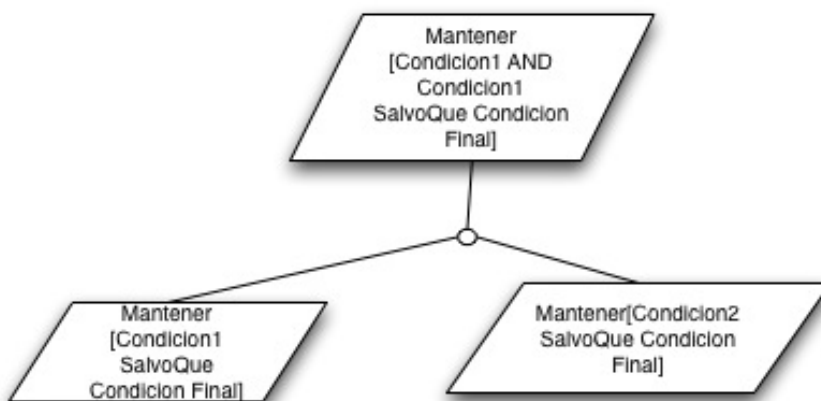 Mantener
[Condicion1 AND
Condicion1
SalvoQue Condicion
Final]
Mantener
[Condicion1
SalvoQue
Condicion Final]
Mantener[Condicion2
SalvoQue Condicion
Final]